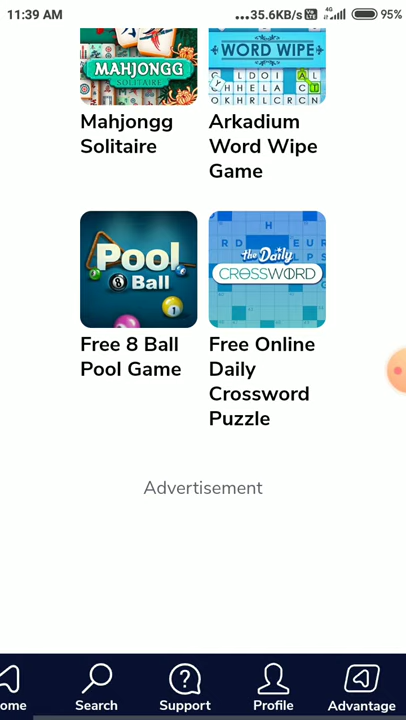 11:39 AM
...35.6KB/s
4G
95%
MAHJONGG
SOLITAIRE
WORD WIPE
Mahjongg
Solitaire
Arkadium
Word Wipe
Game
Pool
8 Ball
1
the Daily
CROSSWORD
Free 8 Ball
Pool Game
Free Online
Daily
Crossword
Puzzle
Advertisement
ome
Search
Support
Profile
Advantage